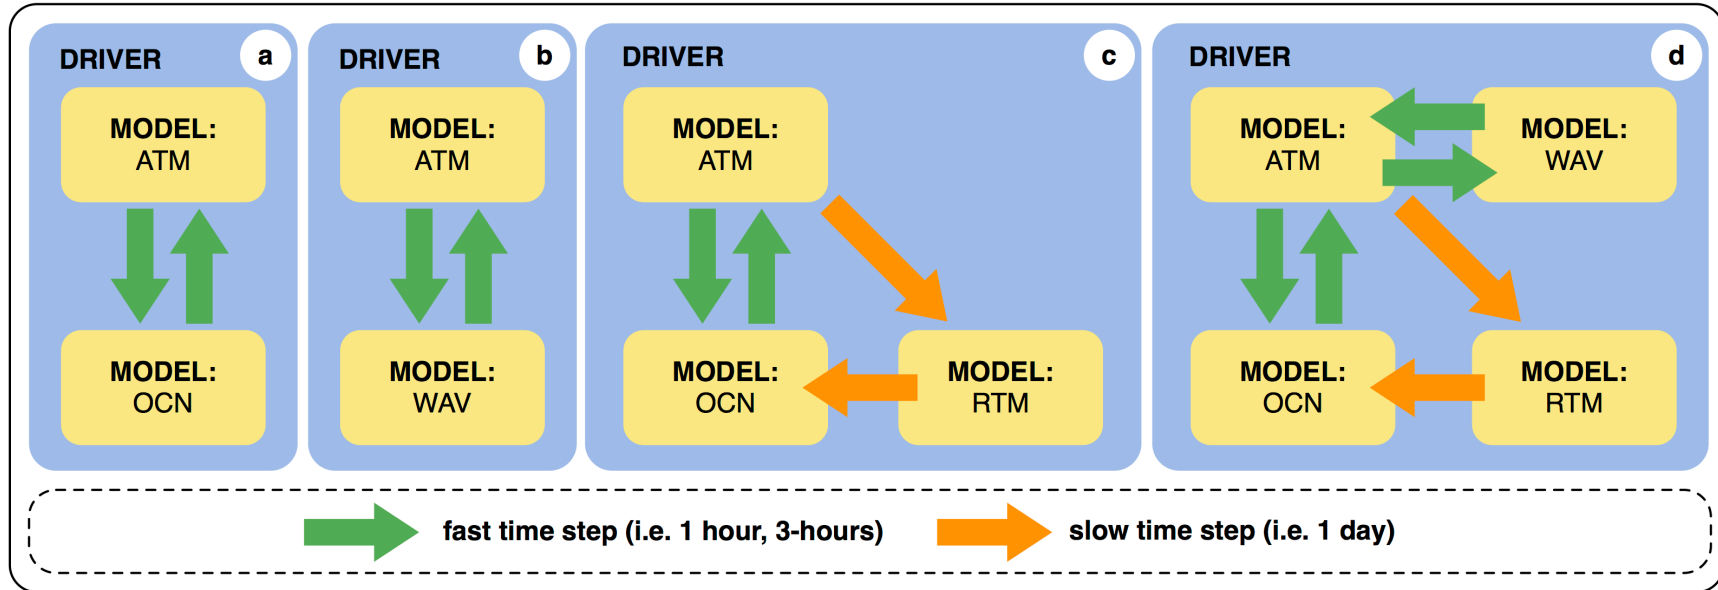 DRIVER
a
MODEL:
ATM
MODEL:
OCN
DRIVER
b
MODEL:
ATM
MODEL:
WAV
DRIVER
c
MODEL:
ATM
MODEL:
OCN
MODEL:
RTM
DRIVER
d
MODEL:
ATM
MODEL:
WAV
MODEL:
OCN
MODEL:
RTM
fast time step (i.e. 1 hour, 3-hours)
slow time step (i.e. 1 day)